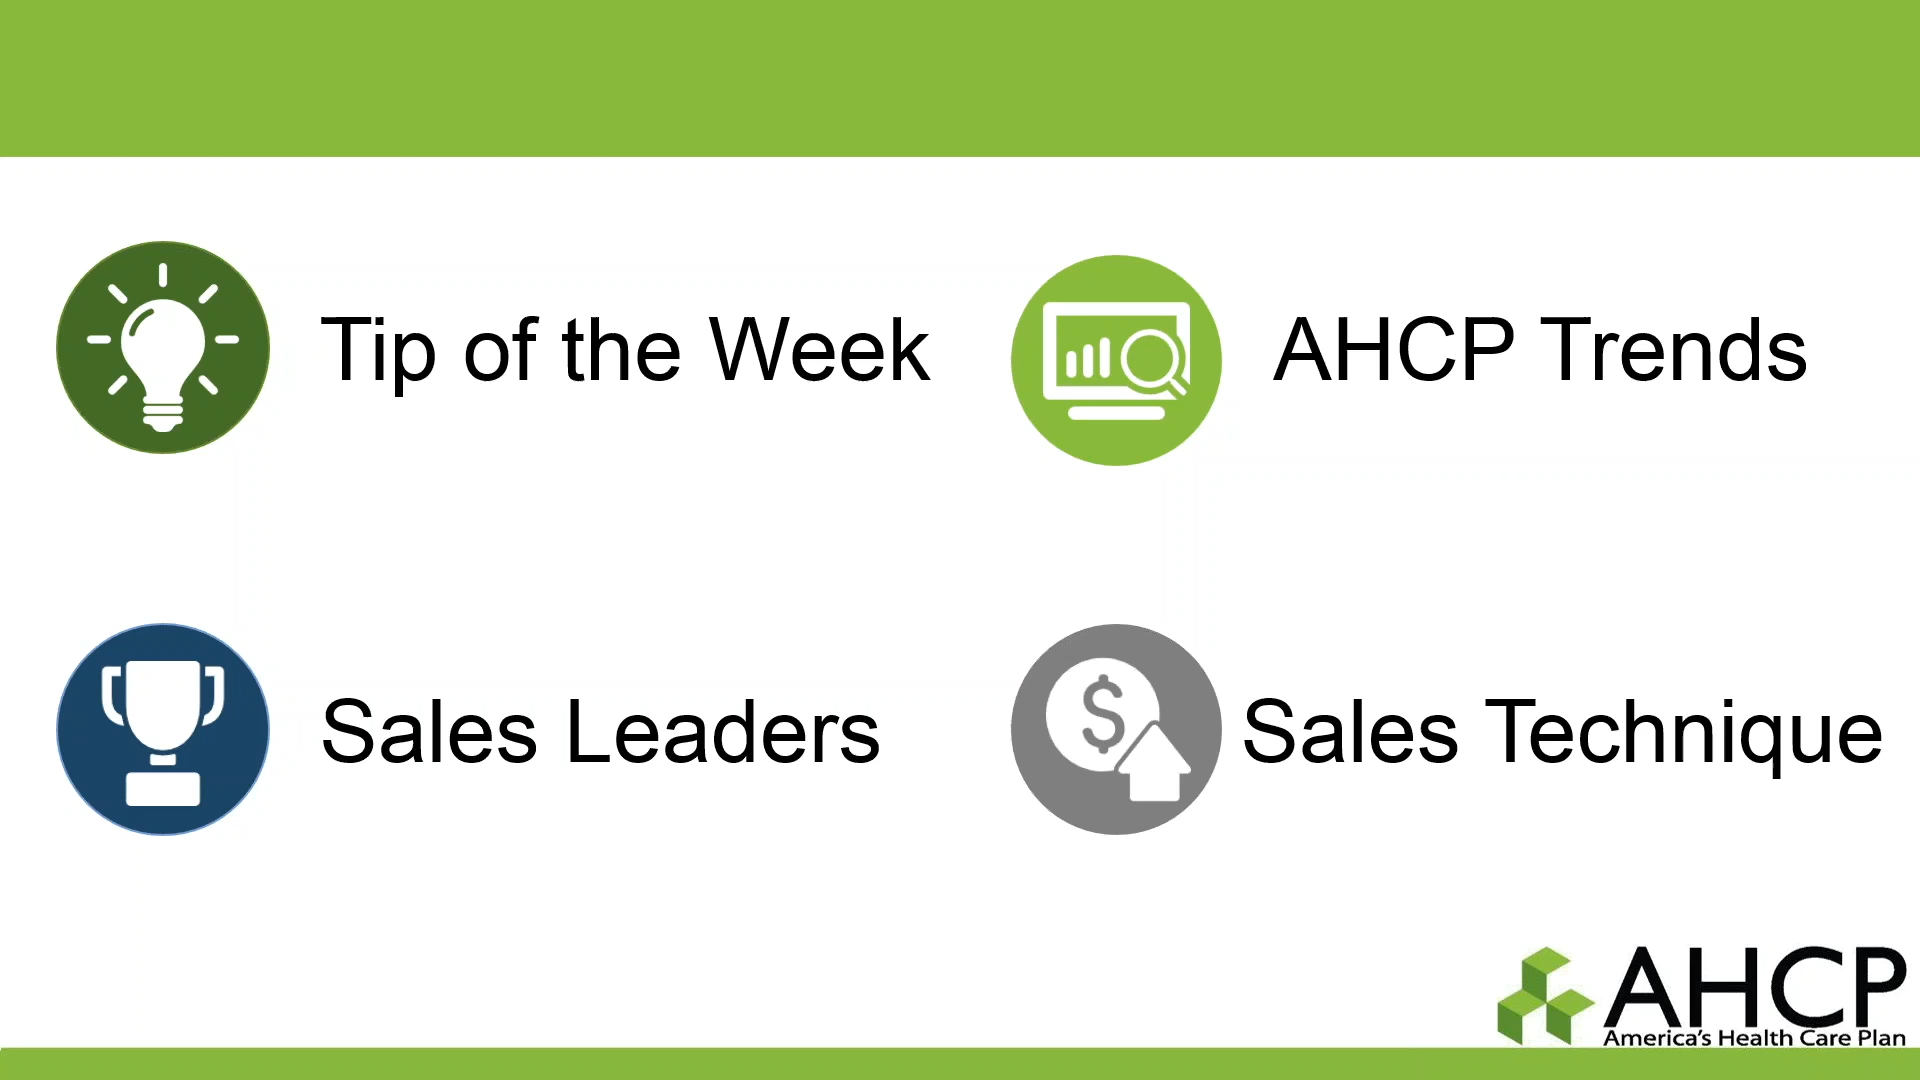 Tip of the Week
AHCP Trends
Sales Leaders
$
Sales Technique
AHCP
America's Health Care Plan